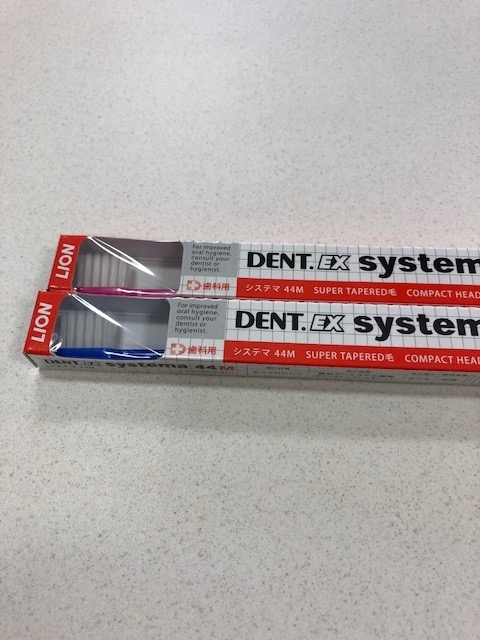 LION
For improved
oral hygiene,
consult your
dentist or
hygienist.
歯科用
DENT.EX systema
システマ 44M SUPER TAPERED毛 COMPACT HEAD
LION
For improved
oral hygiene,
consult your
dentist or
hygienist.
歯科用
DENT.EX system
システマ 44M SUPER TAPERED毛 COMPACT HEAD
DENT.EX systema 44M